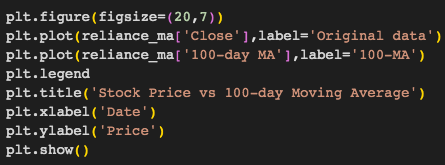 plt.figure(figsize=(20,7))
plt.plot(reliance_ma['Close'],label='Original data')
plt.plot(reliance_ma['100-day MA'],label='100-MA')
plt.legend
plt.title('Stock Price vs 100-day Moving Average')
plt.xlabel('Date')
plt.ylabel('Price')
plt.show()